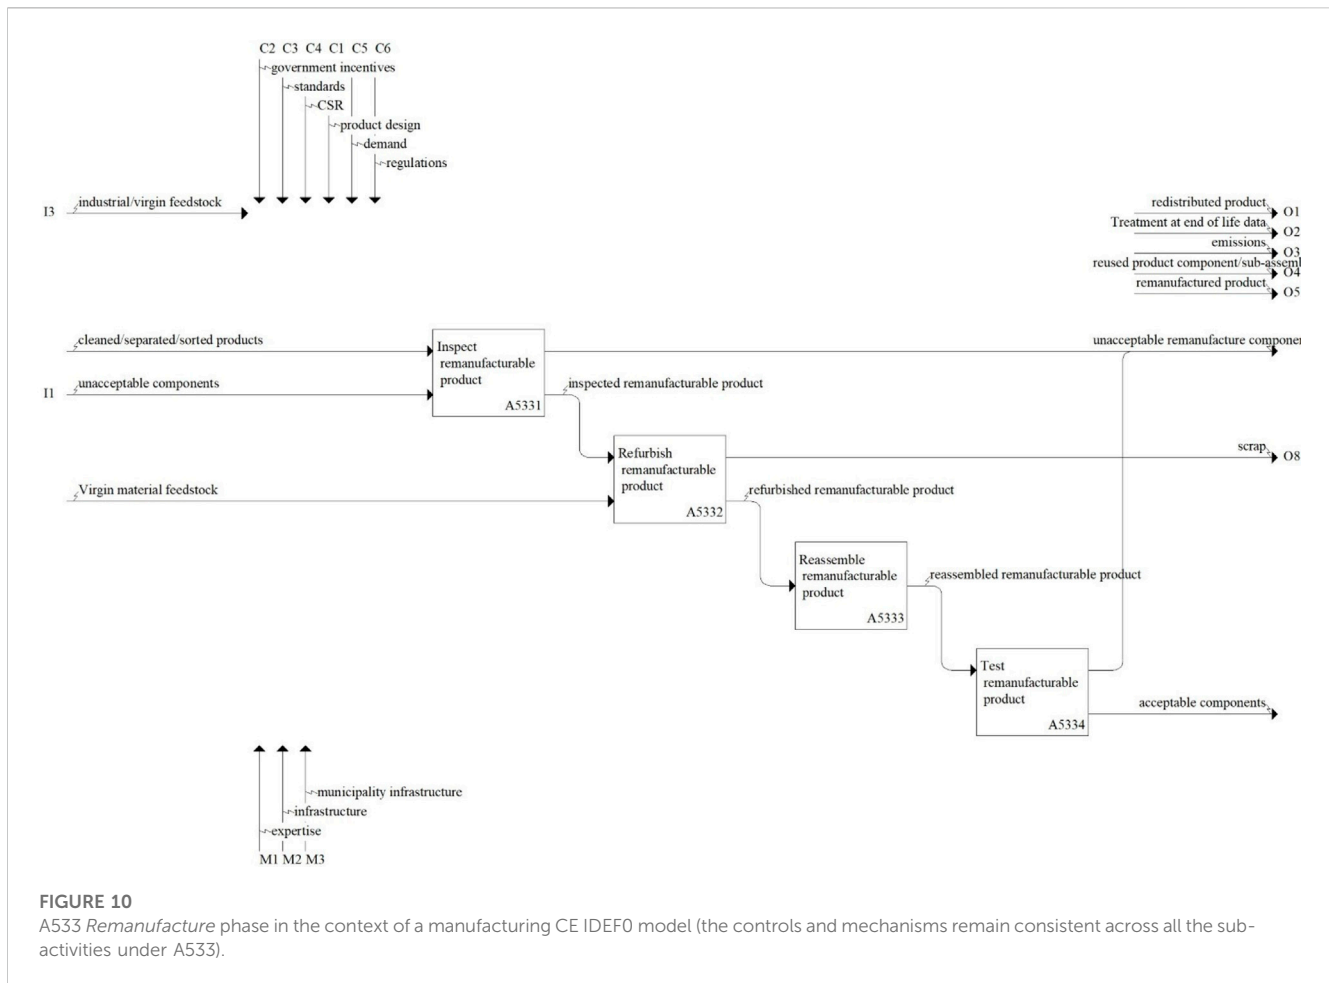 C2 C3 C4 C1 C5 C6
government incentives
standards
CSR
product design
demand
regulations
I3
industrial/virgin feedstock
redistributed product
O1
Treatment at end of life data
O2
emissions
O3
reused product component/sub-assembl
O4
remanufactured product
O5
cleaned/separated/sorted products
unacceptable components
I1
Inspect
remanufacturable
product
A5331
unacceptable remanufacture componen
inspected remanufacturable product
Refurbish
remanufacturable
product
A5332
scrap
O8
Virgin material feedstock
refurbished remanufacturable product
Reassemble
remanufacturable
product
A5333
reassembled remanufacturable product
Test
remanufacturable
product
A5334
acceptable components
municipality infrastructure
infrastructure
expertise
M1 M2 M3
FIGURE 10
A533 Remanufacture phase in the context of a manufacturing CE IDEF0 model (the controls and mechanisms remain consistent across all the sub-
activities under A533).